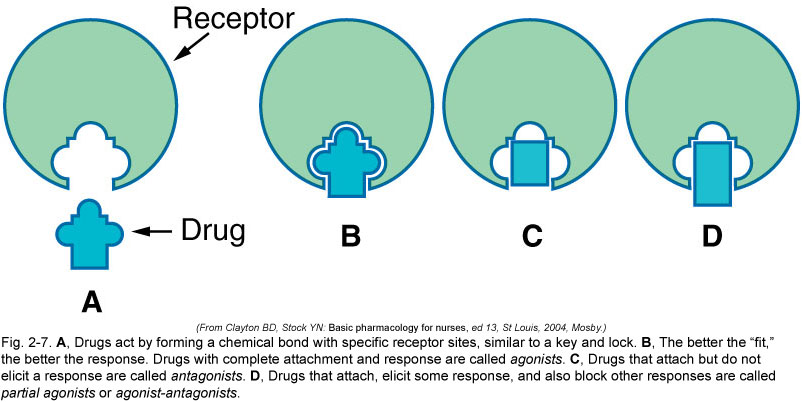 Receptor
Drug
A
B
C
D
(From Clayton BD, Stock YN: Basic pharmacology for nurses, ed 13, St Louis, 2004, Mosby.)
Fig. 2-7. A, Drugs act by forming a chemical bond with specific receptor sites, similar to a key and lock. B, The better the “fit,”
the better the response. Drugs with complete attachment and response are called agonists. C, Drugs that attach but do not
elicit a response are called antagonists. D, Drugs that attach, elicit some response, and also block other responses are called
partial agonists or agonist-antagonists.